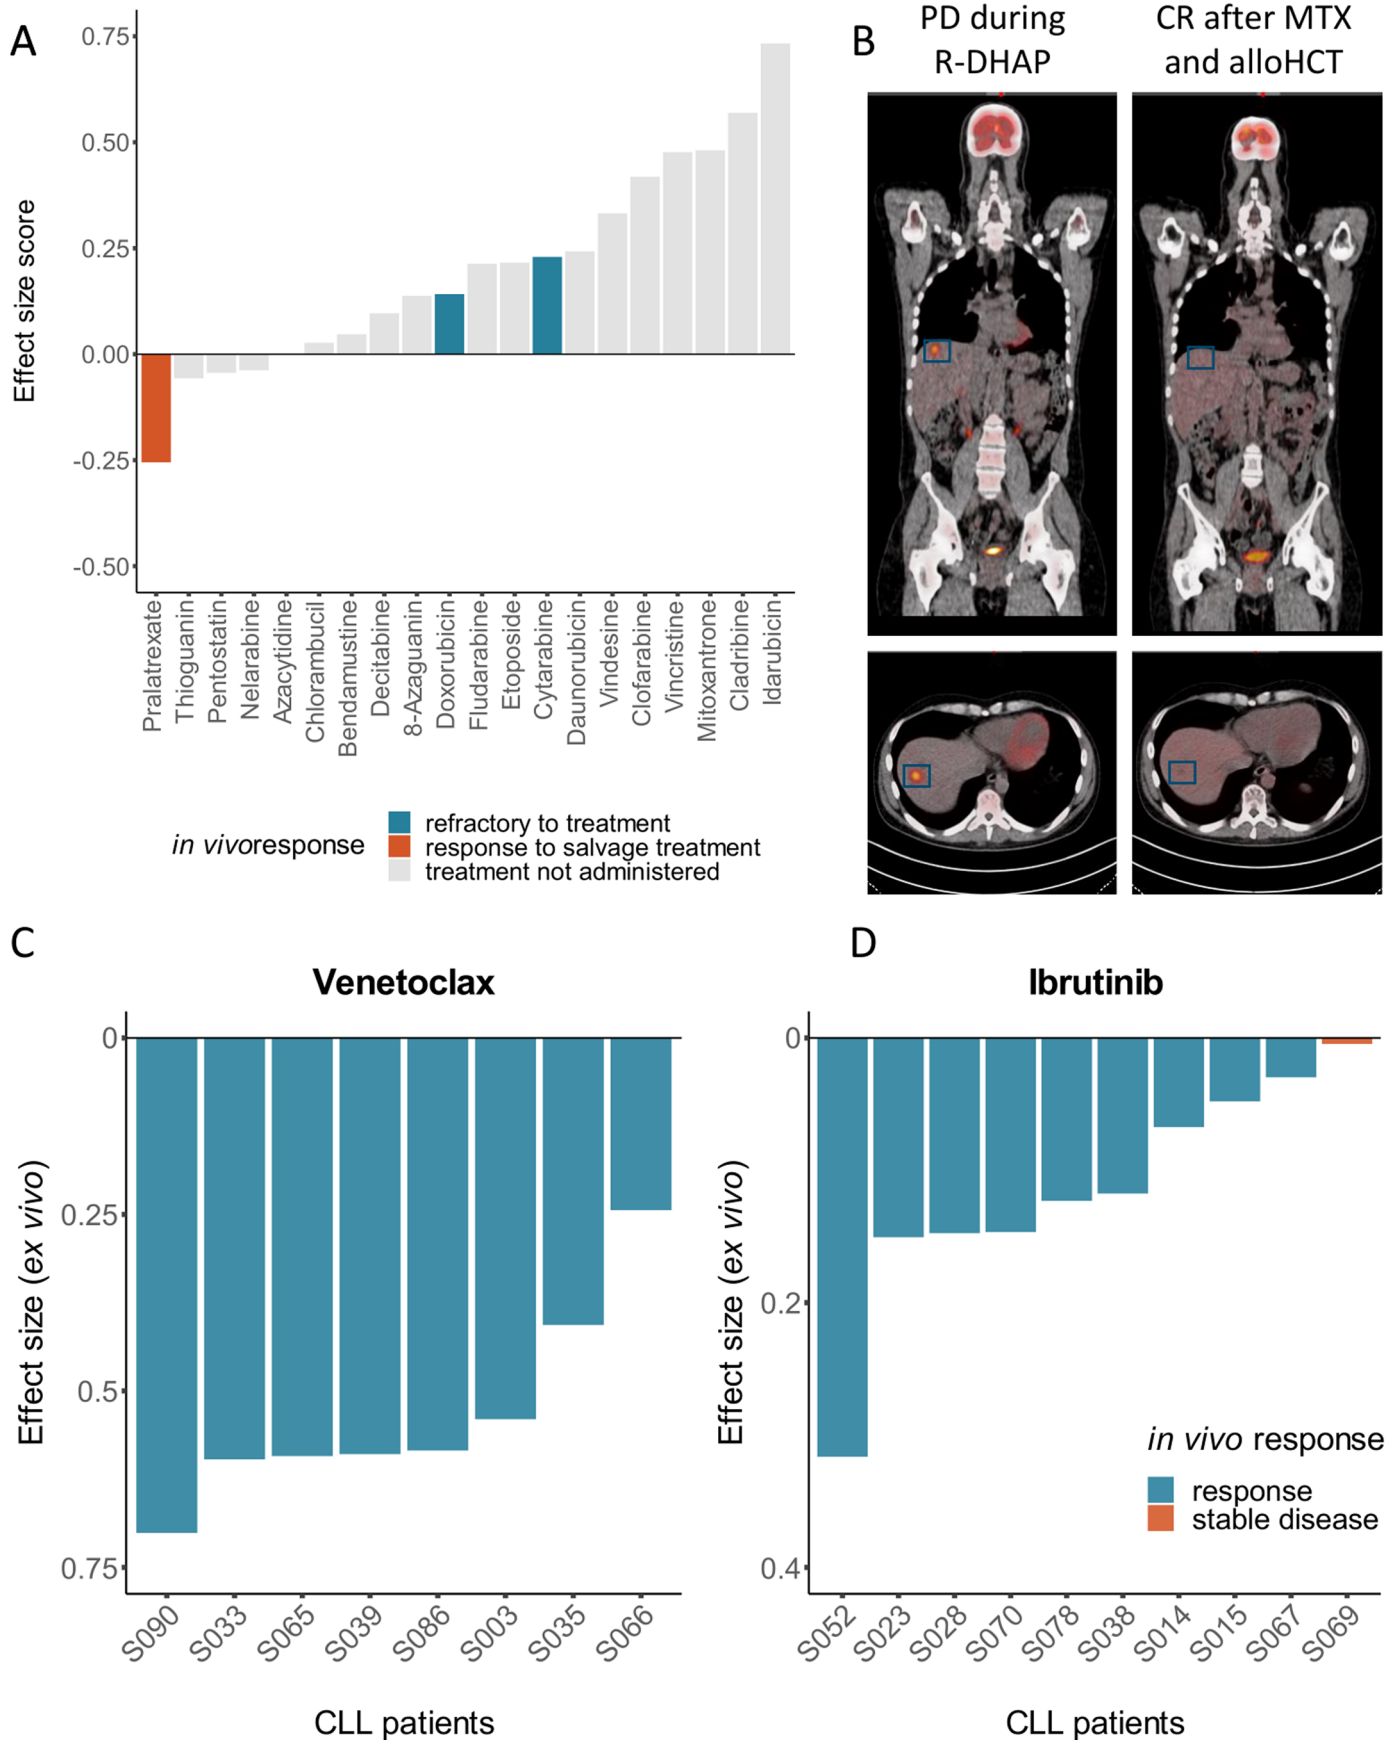 A
0.75
0.50
0.25
0.00
-0.25
-0.50
Effect size score
Pralatrexate
Thioguanin
Pentostatin
Nelarabine
Azacytidine
Chlorambucil
Bendamustine
Decitabine
8-Azaguanin
Doxorubicin
Fludarabine
Etoposide
Cytarabine
Daunorubicin
Vindesine
Clofarabine
Vincristine
Mitoxantrone
Cladribine
Idarubicin
in vivoresponse
refractory to treatment
response to salvage treatment
treatment not administered
B
PD during
R-DHAP
CR after MTX
and alloHCT
C
Venetoclax
0
0.25
0.5
0.75
Effect size (ex vivo)
S090
S033
S065
S039
S086
S003
S035
S066
CLL patients
D
Ibrutinib
0
0.2
0.4
Effect size (ex vivo)
in vivo response
response
stable disease
S052
S023
S028
S070
S078
S038
S014
S015
S067
S069
CLL patients